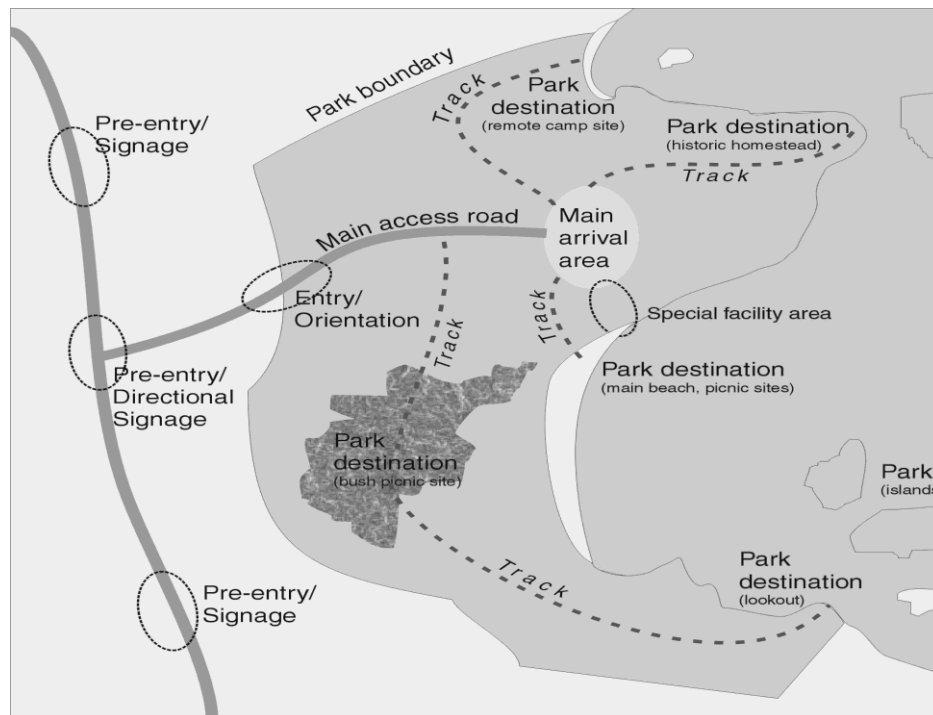 Park boundary
Track
Park
destination
(remote camp site)
Park destination
(historic homestead)
Track
Pre-entry/
Signage
Main access road
Main
arrival
area
Entry/
Orientation
Track
Track
Special facility area
Pre-entry/
Directional
Signage
Park destination
(main beach, picnic sites)
Park
destination
(bush picnic site)
Park
(islands
Track
Park
destination
(lookout)
Pre-entry/
Signage